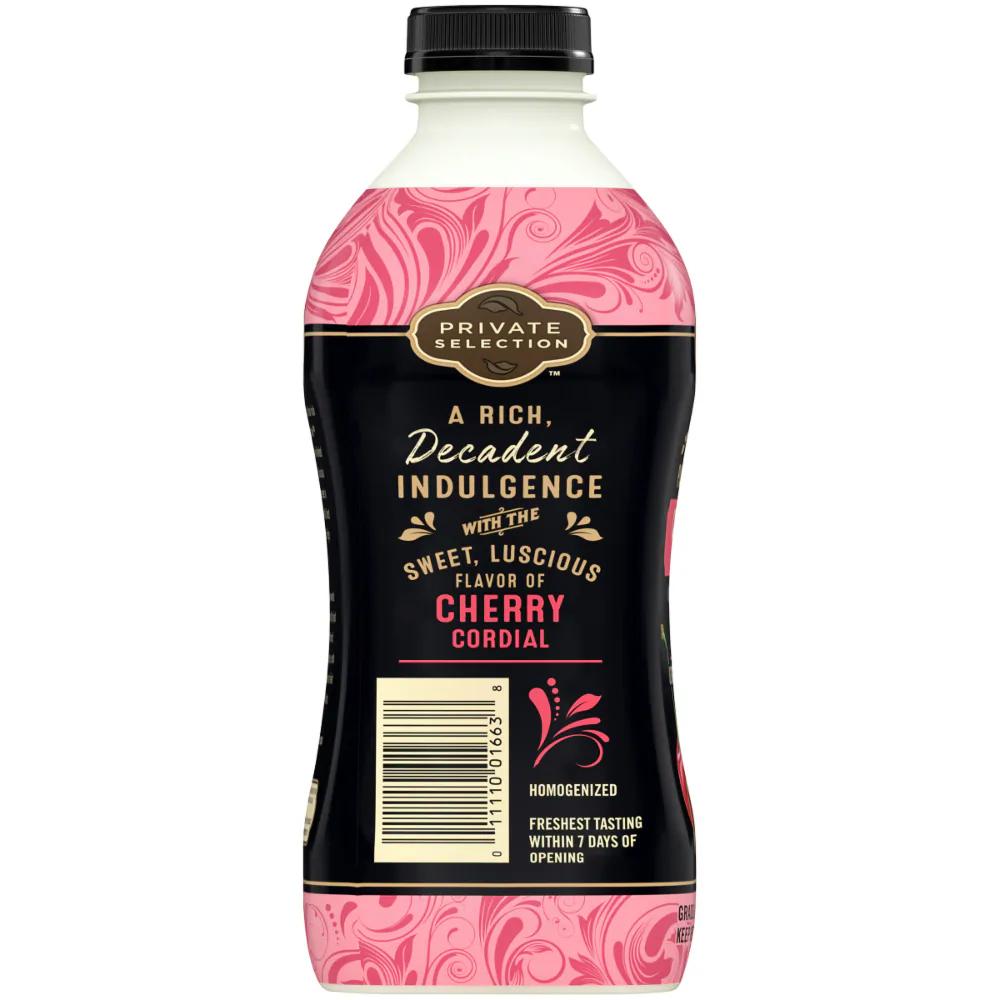 PRIVATE
SELECTION
TM
A RICH,
Decadent
INDULGENCE
WITH THE
SWEET, LUSCIOUS
FLAVOR OF
CHERRY
CORDIAL
0 11110 01663 8
HOMOGENIZED
FRESHEST TASTING
WITHIN 7 DAYS OF
OPENING